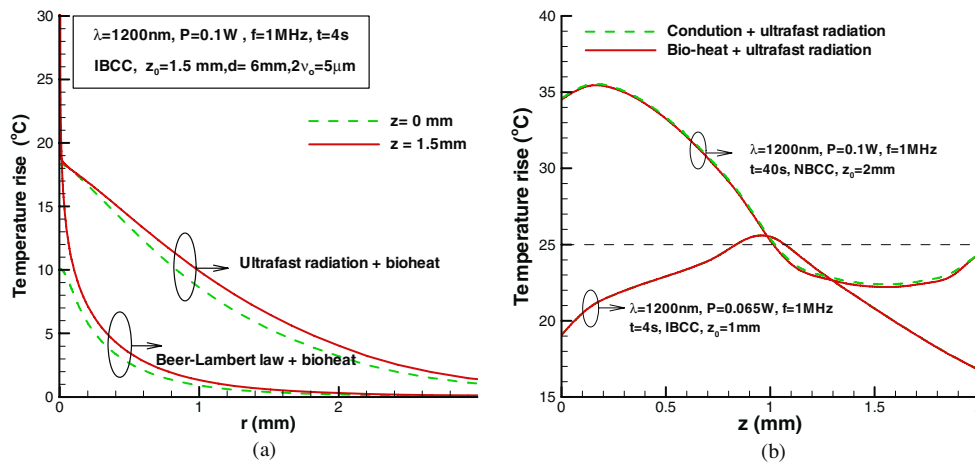 30
25
20
15
10
5
0
0
1
2
Temperature rise (°C)
r (mm)
λ=1200nm, P=0.1W , f=1MHz, t=4s
IBCC, z₀=1.5 mm,d= 6mm,2ν₀=5μm
z= 0 mm
z = 1.5mm
Ultrafast radiation + bioheat
Beer-Lambert law + bioheat
(a)
40
35
30
25
20
15
0
0.5
1
1.5
Temperature rise (°C)
z (mm)
Condution + ultrafast radiation
Bio-heat + ultrafast radiation
λ=1200nm, P=0.1W, f=1MHz
t=40s, NBCC, z₀=2mm
λ=1200nm, P=0.065W, f=1MHz
t=4s, IBCC, z₀=1mm
(b)